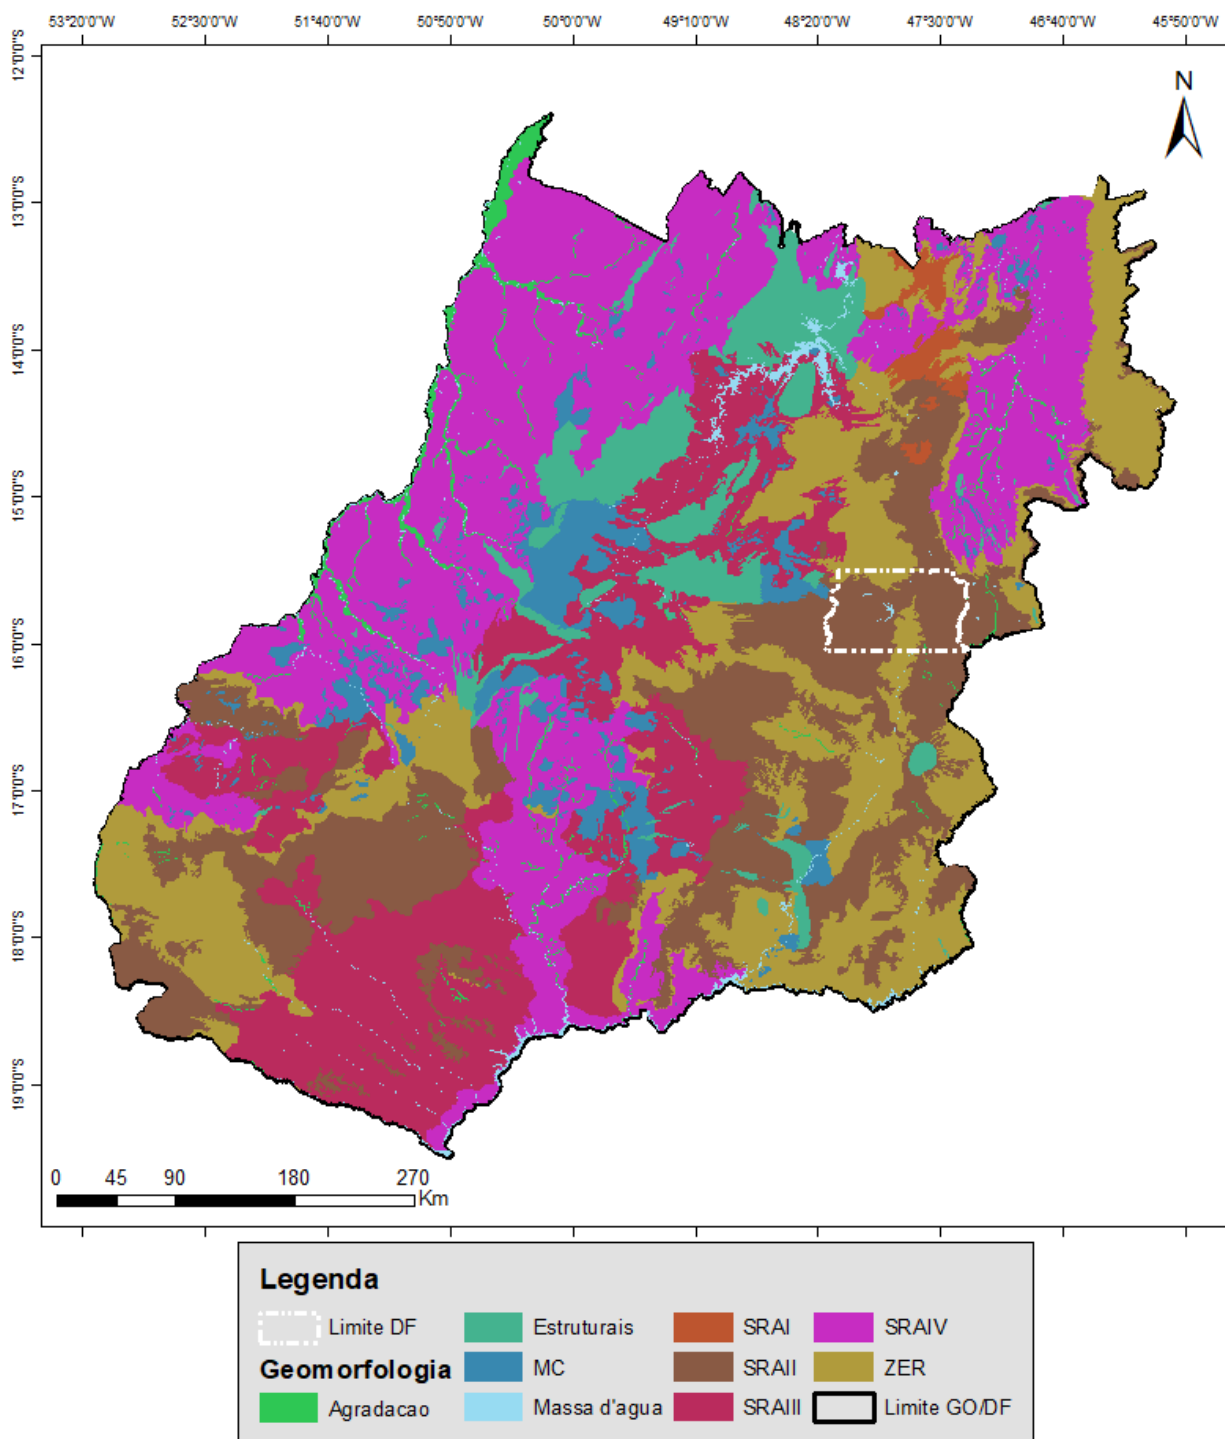 53°20'0"W 52°30'0"W 51°40'0"W 50°50'0"W 50°0'0"W 49°10'0"W 48°20'0"W 47°30'0"W 46°40'0"W 45°50'0"W
12°0'0"S
N
13°0'0"S
14°0'0"S
15°0'0"S
16°0'0"S
17°0'0"S
18°0'0"S
19°0'0"S
0 45 90 180 270
Km
Legenda
Limite DF Estruturais SRAI SRAIV
Geomorfologia MC SRAII ZER
Agradacao Massa d'agua SRAIII Limite GO/DF